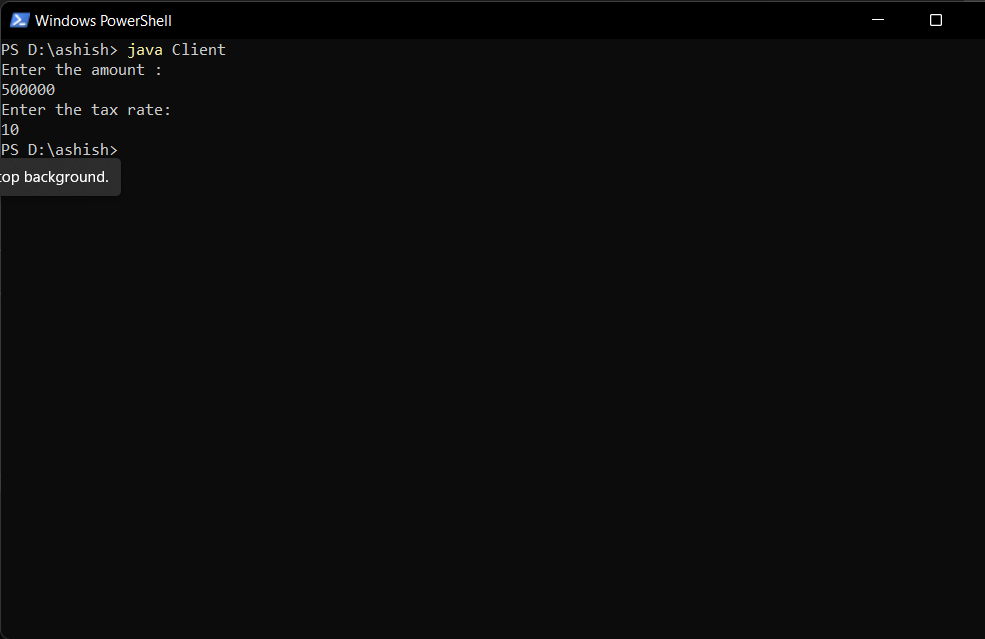 Windows PowerShell
PS D:\ashish> java Client
Enter the amount :
500000
Enter the tax rate:
10
PS D:\ashish>
top background.